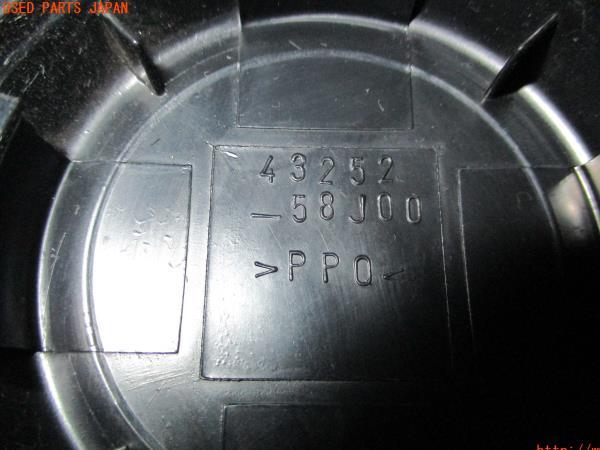 USED PARTS JAPAN
43252
-58J00
>PPO<
http://m